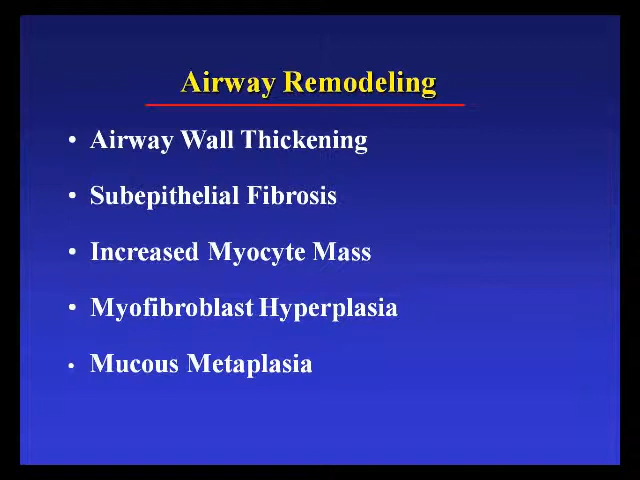 Airway Remodeling
• Airway Wall Thickening
• Subepithelial Fibrosis
• Increased Myocyte Mass
• Myofibroblast Hyperplasia
• Mucous Metaplasia